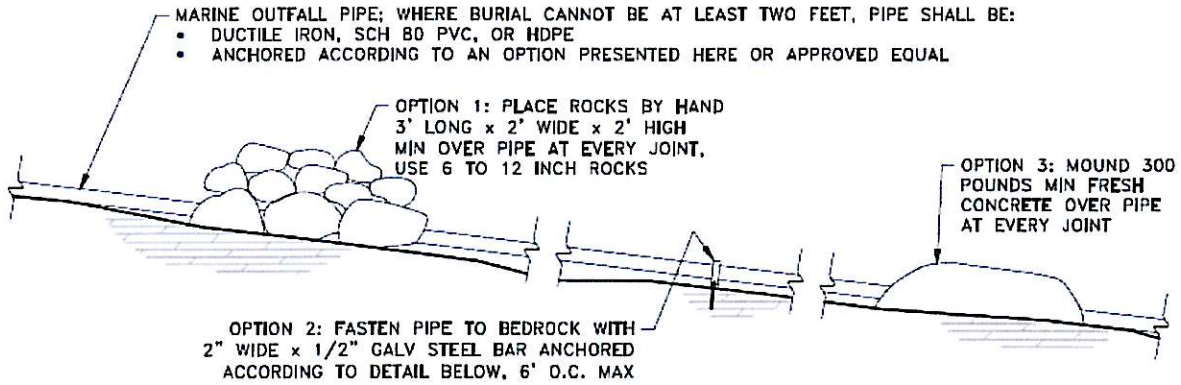 MARINE OUTFALL PIPE; WHERE BURIAL CANNOT BE AT LEAST TWO FEET, PIPE SHALL BE:
• DUCTILE IRON, SCH 80 PVC, OR HDPE
• ANCHORED ACCORDING TO AN OPTION PRESENTED HERE OR APPROVED EQUAL
OPTION 1: PLACE ROCKS BY HAND
3' LONG x 2' WIDE x 2' HIGH
MIN OVER PIPE AT EVERY JOINT,
USE 6 TO 12 INCH ROCKS
OPTION 3: MOUND 300
POUNDS MIN FRESH
CONCRETE OVER PIPE
AT EVERY JOINT
OPTION 2: FASTEN PIPE TO BEDROCK WITH
2" WIDE x 1/2" GALV STEEL BAR ANCHORED
ACCORDING TO DETAIL BELOW, 6' O.C. MAX